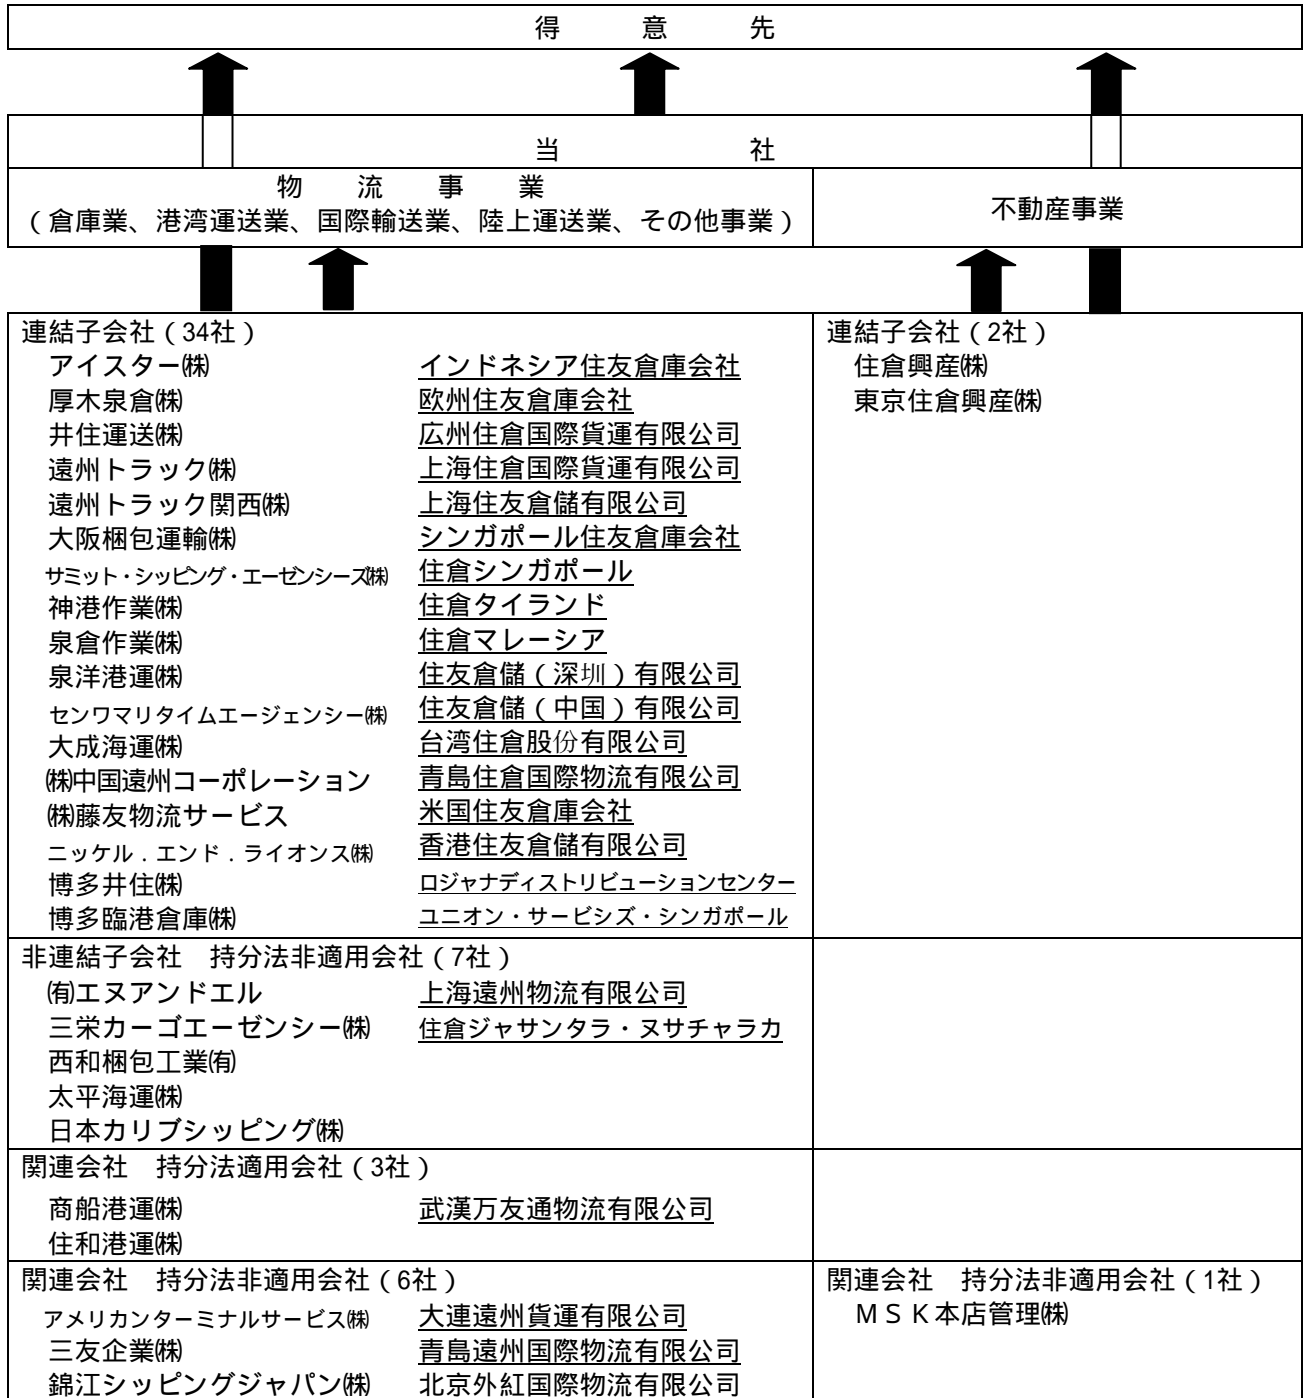 得意先
当社
物流事業
（倉庫業、港湾運送業、国際輸送業、陸上運送業、その他事業）
不動産事業
連結子会社（34社）
アイスター㈱ インドネシア住友倉庫会社
厚木泉倉㈱ 欧州住友倉庫会社
井住運送㈱ 広州住倉国際貨運有限公司
遠州トラック㈱ 上海住倉国際貨運有限公司
遠州トラック関西㈱ 上海住友倉儲有限公司
大阪梱包運輸㈱ シンガポール住友倉庫会社
サミット・シッピング・エーゼンシーズ㈱ 住倉シンガポール
神港作業㈱ 住倉タイランド
泉倉作業㈱ 住倉マレーシア
泉洋港運㈱ 住友倉儲（深圳）有限公司
センワマリタイムエージェンシー㈱ 住友倉儲（中国）有限公司
大成海運㈱ 台湾住倉股份有限公司
㈱中国遠州コーポレーション 青島住倉国際物流有限公司
㈱藤友物流サービス 米国住友倉庫会社
ニッケル．エンド．ライオンス㈱ 香港住友倉儲有限公司
博多井住㈱ ロジャナディストリビューションセンター
博多臨港倉庫㈱ ユニオン・サービシズ・シンガポール
連結子会社（2社）
住倉興産㈱
東京住倉興産㈱
非連結子会社　持分法非適用会社（7社）
㈲エヌアンドエル 上海遠州物流有限公司
三栄カーゴエーゼンシー㈱ 住倉ジャサンタラ・ヌサチャラカ
西和梱包工業㈲
太平海運㈱
日本カリブシッピング㈱
関連会社　持分法適用会社（3社）
商船港運㈱ 武漢万友通物流有限公司
住和港運㈱
関連会社　持分法非適用会社（6社）
アメリカンターミナルサービス㈱ 大連遠州貨運有限公司
三友企業㈱ 青島遠州国際物流有限公司
錦江シッピングジャパン㈱ 北京外紅国際物流有限公司
関連会社　持分法非適用会社（1社）
ＭＳＫ本店管理㈱